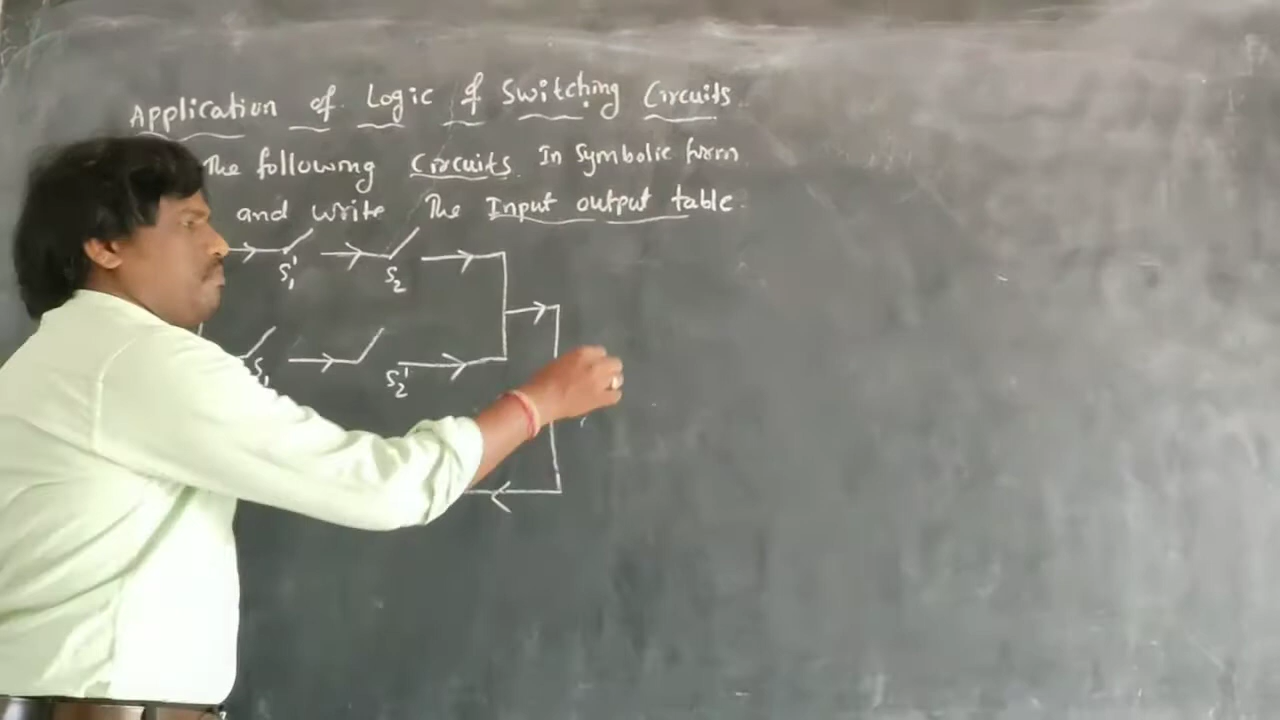 Application of Logic of Switching Circuits
The following Circuits In Symbolic form
and write The Input output table.
S₁' S₂
S₁ S₂'